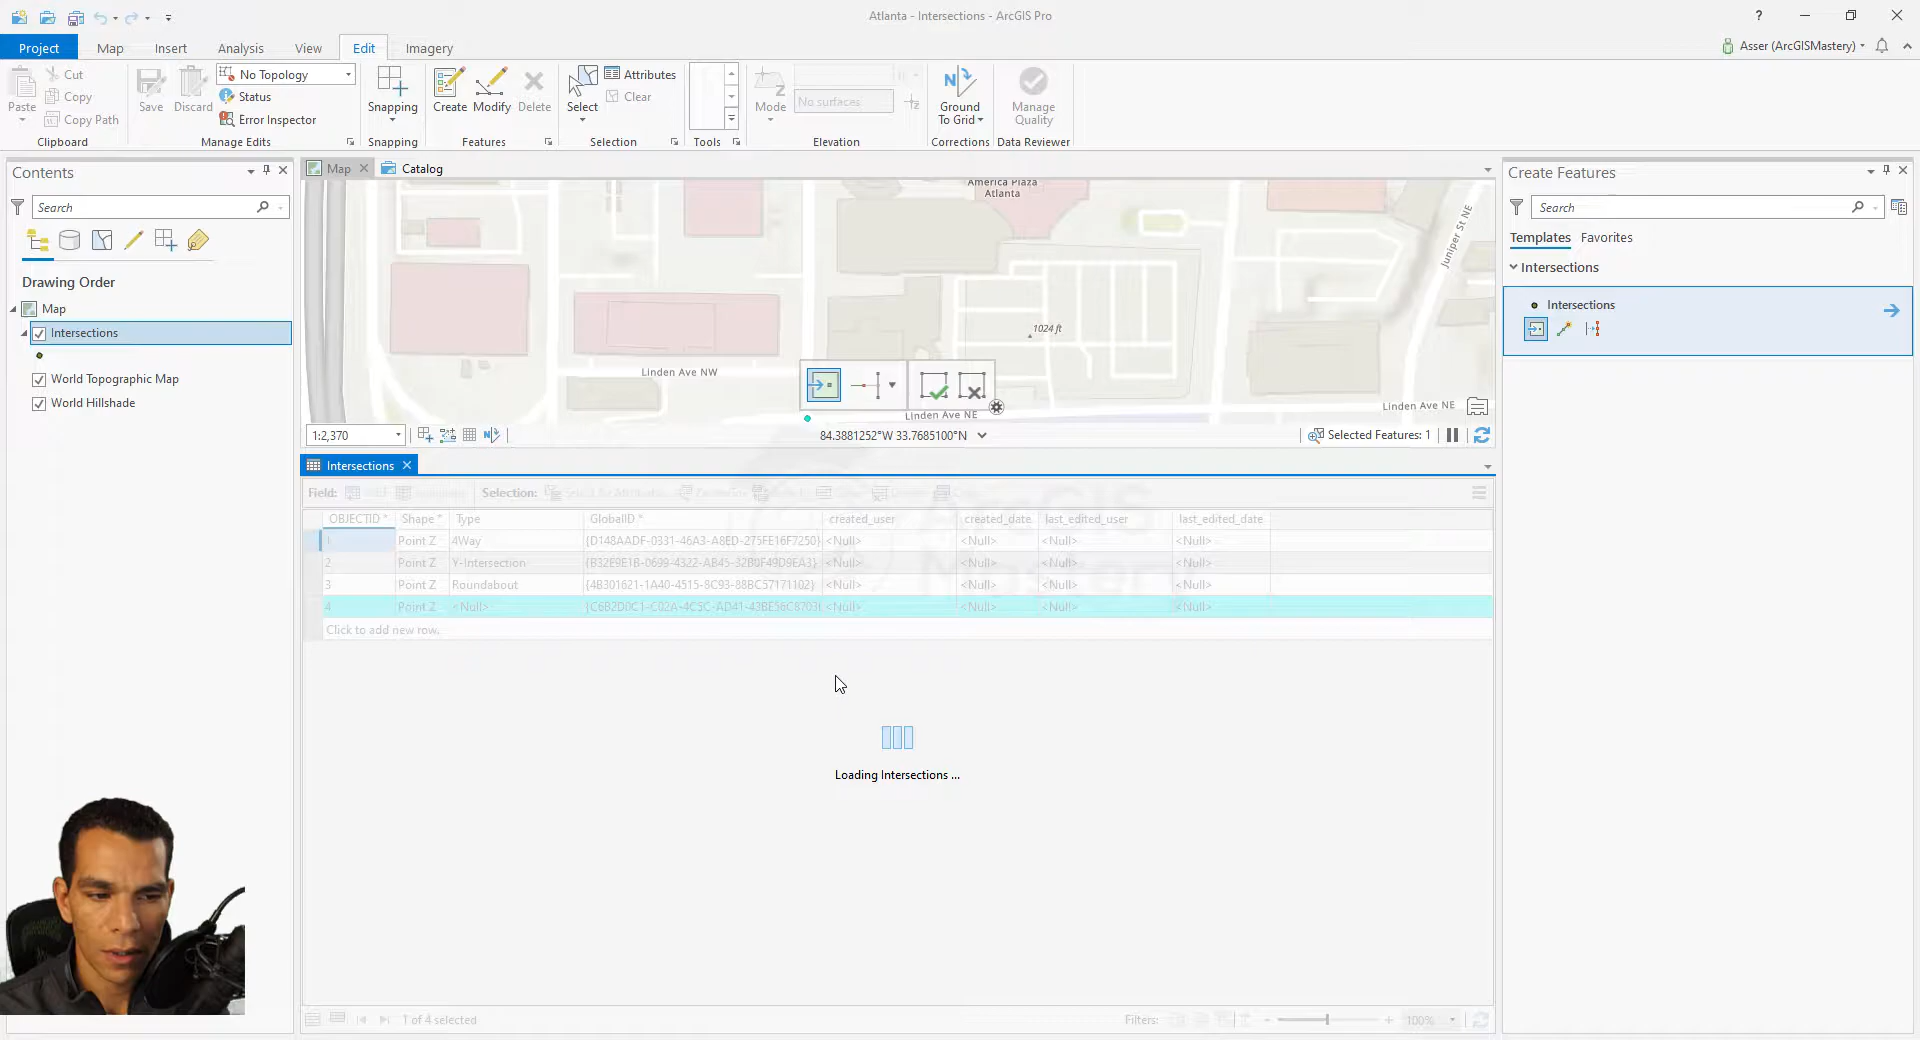 Atlanta - Intersections - ArcGIS Pro
?
Project Map Insert Analysis View Edit Imagery
Asser (ArcGISMastery)
Paste
Cut
Copy
Copy Path
Clipboard
Save
Discard
No Topology
Status
Error Inspector
Manage Edits
Snapping
Snapping
Create
Modify
Delete
Features
Select
Attributes
Clear
Selection
Tools
Mode
No surfaces
Elevation
Ground
To Grid
Corrections
Manage
Quality
Data Reviewer
Contents
Search
Drawing Order
Map
Intersections
World Topographic Map
World Hillshade
Map
Catalog
America Plaza
Atlanta
Juniper St NE
1024 ft
Linden Ave NW
Linden Ave NE
Linden Ave NE
1:2,370
84.3881252°W 33.7685100°N
Selected Features: 1
Intersections
Field:
Selection:
OBJECTID * Shape * Type GlobalID * created_user created_date last_edited_user last_edited_date
1 Point Z 4Way {D148AADF-0331-46A3-A8ED-275FE16F7250} <Null> <Null> <Null> <Null>
2 Point Z Y-Intersection {B32E9E1B-0699-4322-AB45-32B0F49D9EA3} <Null> <Null> <Null> <Null>
3 Point Z Roundabout {4B301621-1A40-4515-8C93-88BC57171102} <Null> <Null> <Null> <Null>
4 Point Z <Null> {C6B2D0C1-C02A-4C5C-AD41-43BE56C8703 <Null> <Null> <Null> <Null>
Click to add new row.
ArcGIS
Mastery
Loading Intersections ...
1 of 4 selected
Filters:
100%
Create Features
Search
Templates Favorites
Intersections
Intersections